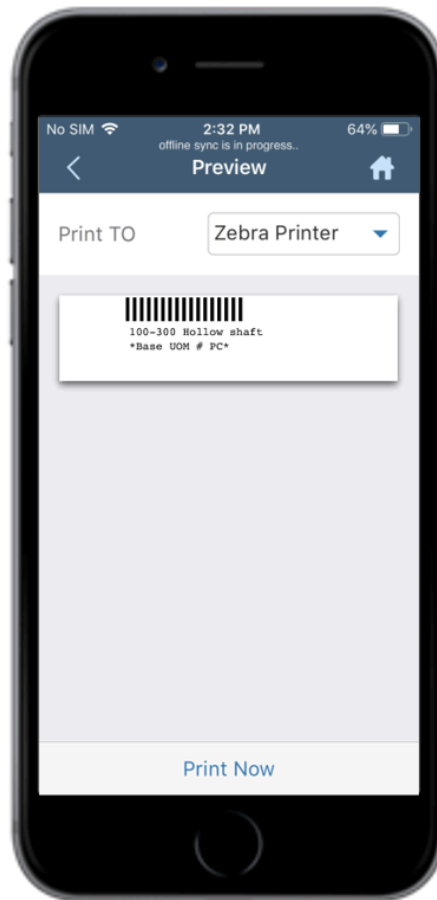 No SIM 2:32 PM 64%
offline sync is in progress..
Preview
Print TO Zebra Printer
100-300 Hollow shaft
*Base UOM # PC*
Print Now